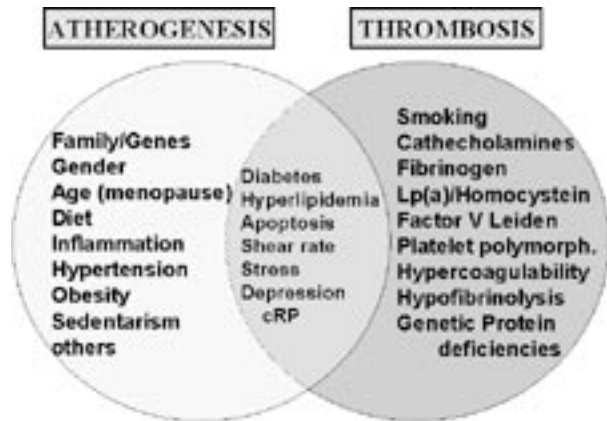 ATHEROGENESIS
THROMBOSIS
Family/Genes
Gender
Age (menopause)
Diet
Inflammation
Hypertension
Obesity
Sedentarism
others
Diabetes
Hyperlipidemia
Apoptosis
Shear rate
Stress
Depression
cRP
Smoking
Cathecholamines
Fibrinogen
Lp(a)/Homocystein
Factor V Leiden
Platelet polymorph.
Hypercoagulability
Hypofibrinolysis
Genetic Protein
deficiencies